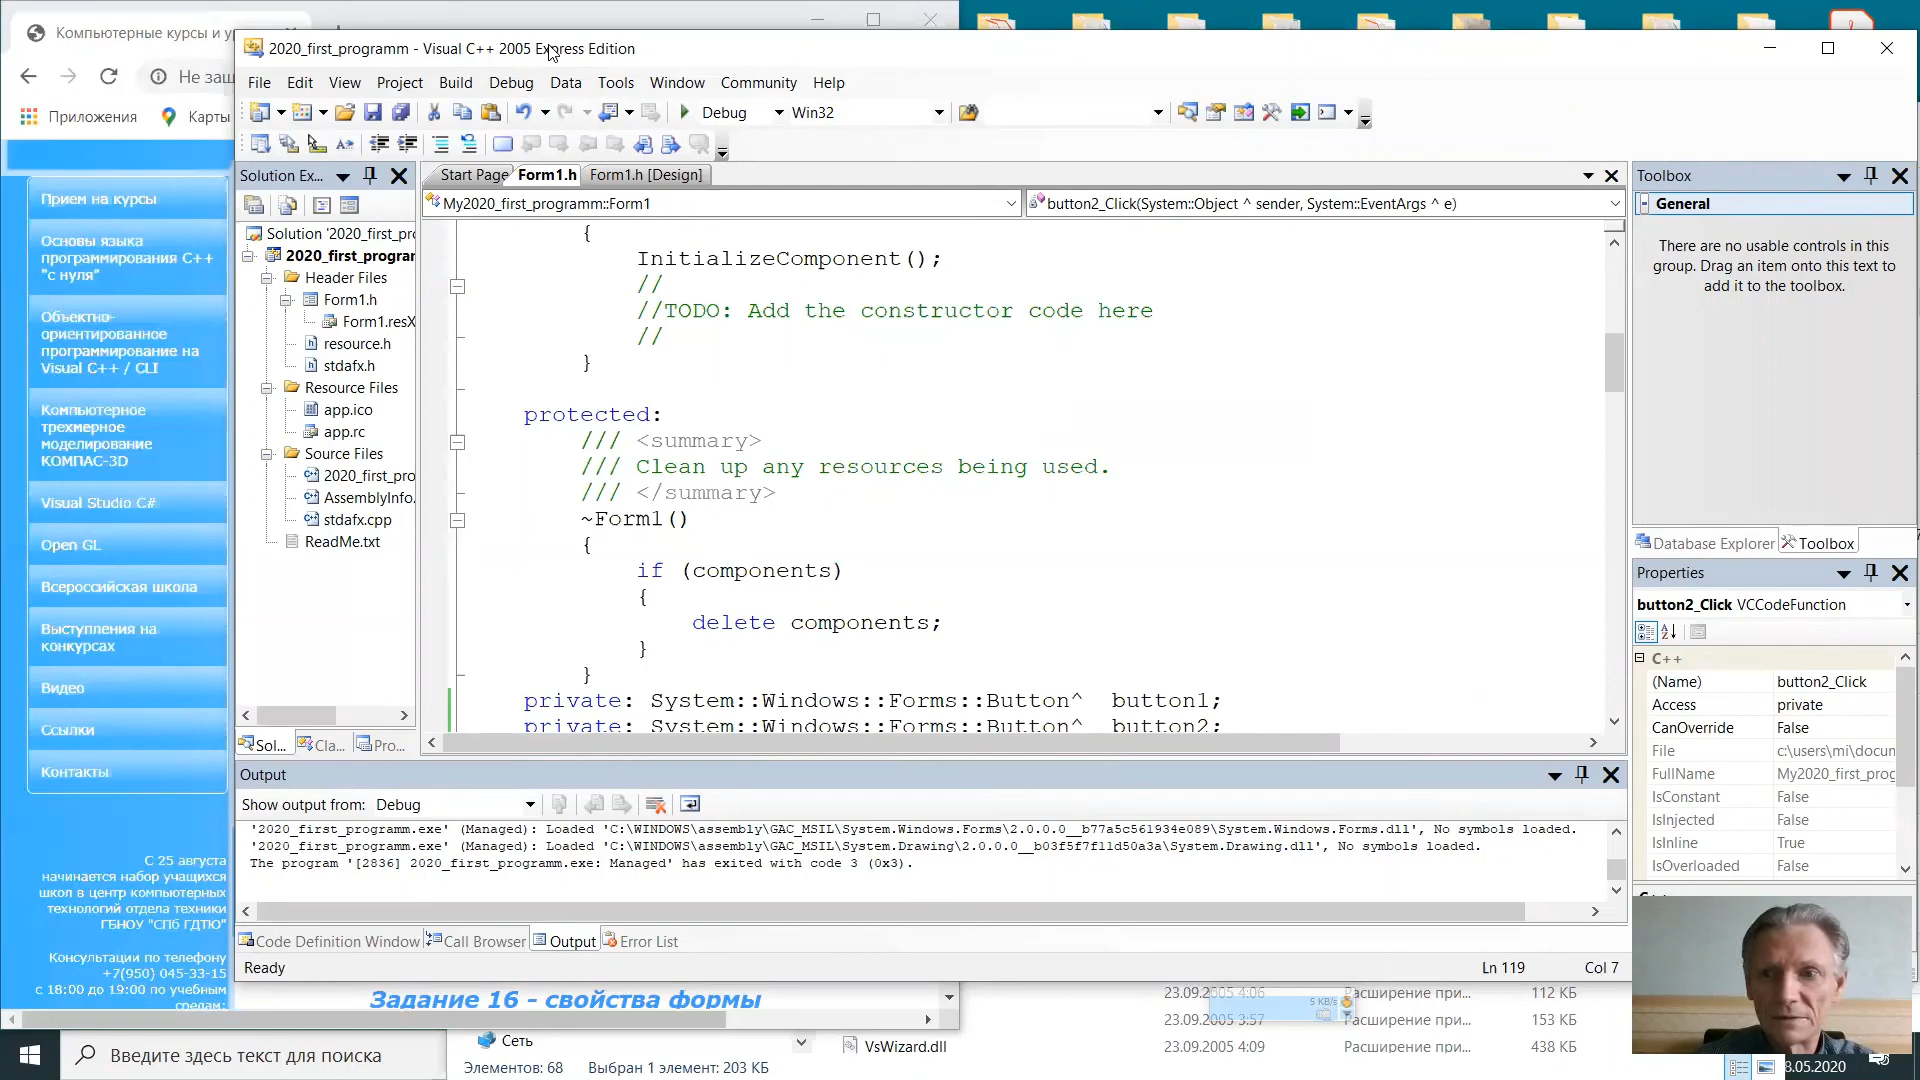 Компьютерные курсы и у
2020_first_programm - Visual C++ 2005 Express Edition
Не защ
Приложения
Карты
File Edit View Project Build Debug Data Tools Window Community Help
Debug
Win32
Прием на курсы
Основы языка
программирования C++
"с нуля"
Объектно-
ориентированное
программирование на
Visual C++ / CLI
Компьютерное
трехмерное
моделирование
КОМПАС-3D
Visual Studio C#
Open GL
Всероссийская школа
Выступления на
конкурсах
Видео
Ссылки
Контакты
С 25 августа
начинается набор учащихся
школ в центр компьютерных
технологий отдела техники
ГБНОУ "СПб ГДТЮ"
Консультации по телефону
+7(950) 045-33-15
с 18:00 до 19:00 по учебным
средам:
Solution Ex...
Solution '2020_first_pro
2020_first_prograr
Header Files
Form1.h
Form1.resX
resource.h
stdafx.h
Resource Files
app.ico
app.rc
Source Files
2020_first_pro
AssemblyInfo.
stdafx.cpp
ReadMe.txt
Sol...
Cla...
Pro...
Start Page
Form1.h
Form1.h [Design]
My2020_first_programm::Form1
button2_Click(System::Object ^ sender, System::EventArgs ^ e)
{
InitializeComponent();
//
//TODO: Add the constructor code here
//
}
protected:
/// <summary>
/// Clean up any resources being used.
/// </summary>
~Form1()
{
if (components)
{
delete components;
}
}
private: System::Windows::Forms::Button^  button1;
private: System::Windows::Forms::Button^  button2;
Toolbox
General
There are no usable controls in this
group. Drag an item onto this text to
add it to the toolbox.
Database Explorer
Toolbox
Properties
button2_Click VCCodeFunction
C++
(Name) button2_Click
Access private
CanOverride False
File c:\users\mi\docum
FullName My2020_first_prog
IsConstant False
IsInjected False
IsInline True
IsOverloaded False
Output
Show output from: Debug
'2020_first_programm.exe' (Managed): Loaded 'C:\WINDOWS\assembly\GAC_MSIL\System.Windows.Forms\2.0.0.0__b77a5c561934e089\System.Windows.Forms.dll', No symbols loaded.
'2020_first_programm.exe' (Managed): Loaded 'C:\WINDOWS\assembly\GAC_MSIL\System.Drawing\2.0.0.0__b03f5f7f11d50a3a\System.Drawing.dll', No symbols loaded.
The program '[2836] 2020_first_programm.exe: Managed' has exited with code 3 (0x3).
Code Definition Window
Call Browser
Output
Error List
Ready
Ln 119
Col 7
Задание 16 - свойства формы
23.09.2005 4:06
Расширение при...
112 КБ
5 KB/s
23.09.2005 3:57
Расширение при...
153 КБ
Сеть
VsWizard.dll
23.09.2005 4:09
Расширение при...
438 КБ
Элементов: 68
Выбран 1 элемент: 203 КБ
Введите здесь текст для поиска
8.05.2020